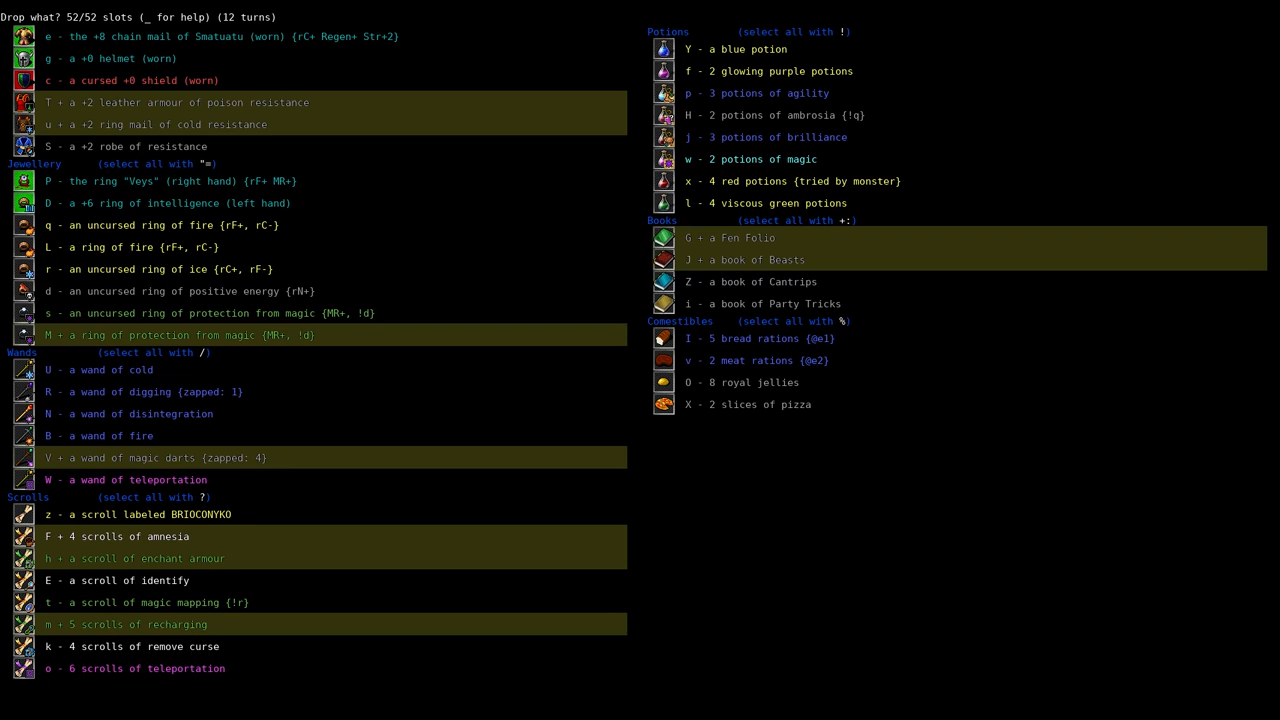 Drop what? 52/52 slots (_ for help) (12 turns)
e - the +8 chain mail of Smatuatu (worn) {rC+ Regen+ Str+2}
g - a +0 helmet (worn)
c - a cursed +0 shield (worn)
T + a +2 leather armour of poison resistance
u + a +2 ring mail of cold resistance
S - a +2 robe of resistance
Jewellery (select all with "=)
P - the ring "Veys" (right hand) {rF+ MR+}
D - a +6 ring of intelligence (left hand)
q - an uncursed ring of fire {rF+, rC-}
L - a ring of fire {rF+, rC-}
r - an uncursed ring of ice {rC+, rF-}
d - an uncursed ring of positive energy {rN+}
s - an uncursed ring of protection from magic {MR+, !d}
M + a ring of protection from magic {MR+, !d}
Wands (select all with /)
U - a wand of cold
R - a wand of digging {zapped: 1}
N - a wand of disintegration
B - a wand of fire
V + a wand of magic darts {zapped: 4}
W - a wand of teleportation
Scrolls (select all with ?)
z - a scroll labeled BRIOCONYKO
F + 4 scrolls of amnesia
h + a scroll of enchant armour
E - a scroll of identify
t - a scroll of magic mapping {!r}
m + 5 scrolls of recharging
k - 4 scrolls of remove curse
o - 6 scrolls of teleportation
Potions (select all with !)
Y - a blue potion
f - 2 glowing purple potions
p - 3 potions of agility
H - 2 potions of ambrosia {!q}
j - 3 potions of brilliance
w - 2 potions of magic
x - 4 red potions {tried by monster}
l - 4 viscous green potions
Books (select all with +:)
G + a Fen Folio
J + a book of Beasts
Z - a book of Cantrips
i - a book of Party Tricks
Comestibles (select all with %)
I - 5 bread rations {@e1}
v - 2 meat rations {@e2}
O - 8 royal jellies
X - 2 slices of pizza